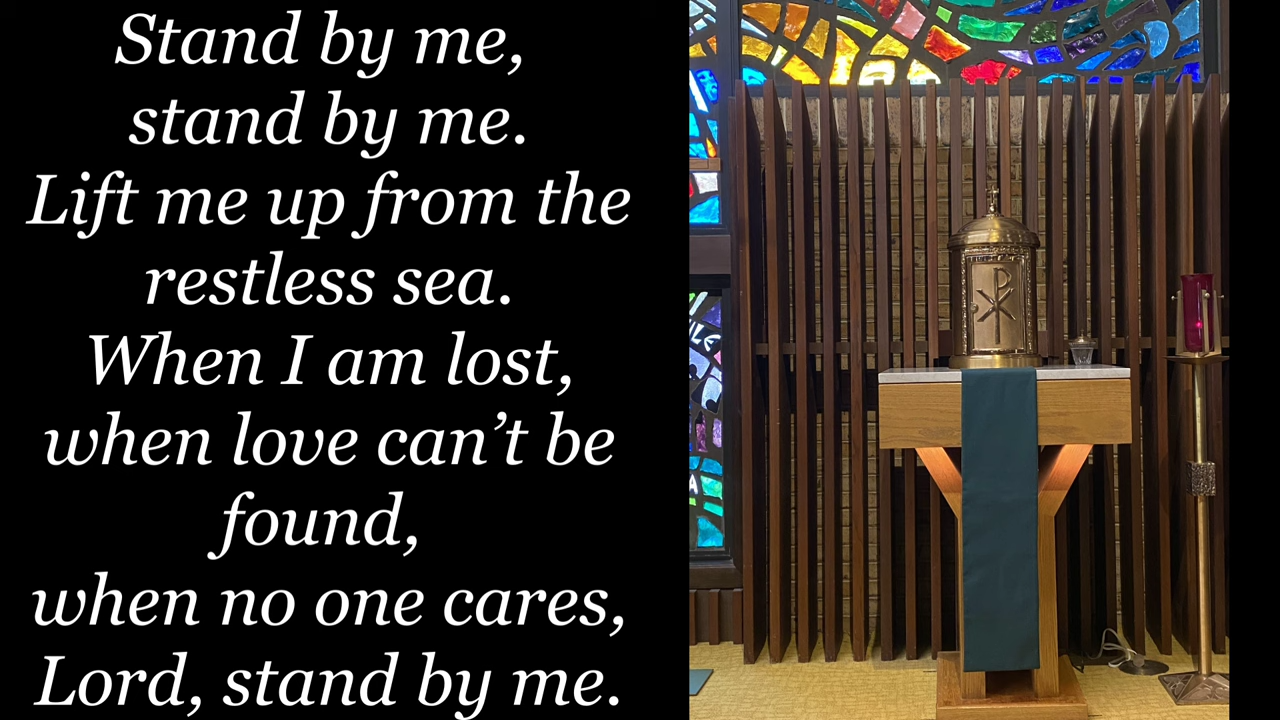 Stand by me,
stand by me.
Lift me up from the
restless sea.
When I am lost,
when love can’t be
found,
when no one cares,
Lord, stand by me.